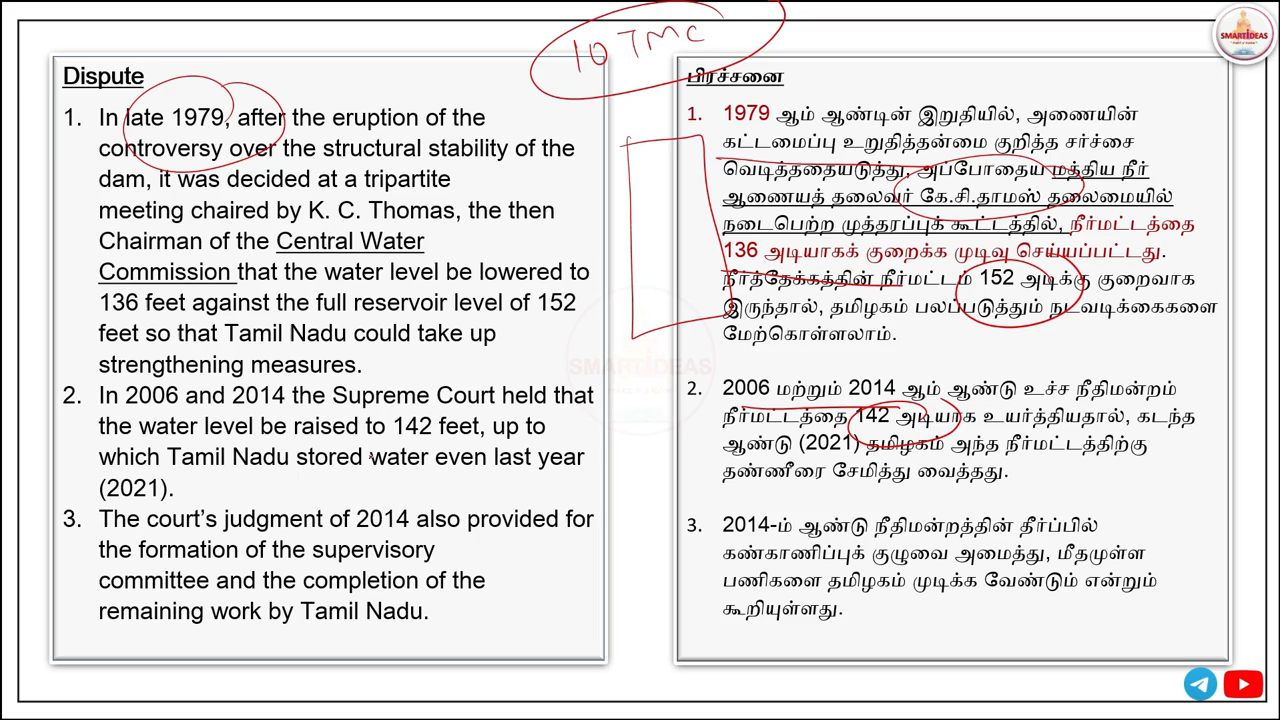 10 TMC
SMARTIDEAS
Dispute
1. In late 1979, after the eruption of the
controversy over the structural stability of the
dam, it was decided at a tripartite
meeting chaired by K. C. Thomas, the then
Chairman of the Central Water
Commission that the water level be lowered to
136 feet against the full reservoir level of 152
feet so that Tamil Nadu could take up
strengthening measures.
2. In 2006 and 2014 the Supreme Court held that
the water level be raised to 142 feet, up to
which Tamil Nadu stored water even last year
(2021).
3. The court’s judgment of 2014 also provided for
the formation of the supervisory
committee and the completion of the
remaining work by Tamil Nadu.
பிரச்சனை
1. 1979 ஆம் ஆண்டின் இறுதியில், அணையின்
கட்டமைப்பு உறுதித்தன்மை குறித்த சர்ச்சை
வெடித்ததையடுத்து, அப்போதைய மத்திய நீர்
ஆணையத் தலைவர் கே.சி.தாமஸ் தலைமையில்
நடைபெற்ற முத்தரப்புக் கூட்டத்தில், நீர்மட்டத்தை
136 அடியாகக் குறைக்க முடிவு செய்யப்பட்டது.
நீர்த்தேக்கத்தின் நீர்மட்டம் 152 அடிக்கு குறைவாக
இருந்தால், தமிழகம் பலப்படுத்தும் நடவடிக்கைகளை
மேற்கொள்ளலாம்.
2. 2006 மற்றும் 2014 ஆம் ஆண்டு உச்ச நீதிமன்றம்
நீர்மட்டத்தை 142 அடியாக உயர்த்தியதால், கடந்த
ஆண்டு (2021) தமிழகம் அந்த நீர்மட்டத்திற்கு
தண்ணீரை சேமித்து வைத்தது.
3. 2014-ம் ஆண்டு நீதிமன்றத்தின் தீர்ப்பில்
கண்காணிப்புக் குழுவை அமைத்து, மீதமுள்ள
பணிகளை தமிழகம் முடிக்க வேண்டும் என்றும்
கூறியுள்ளது.
SMARTIDEAS